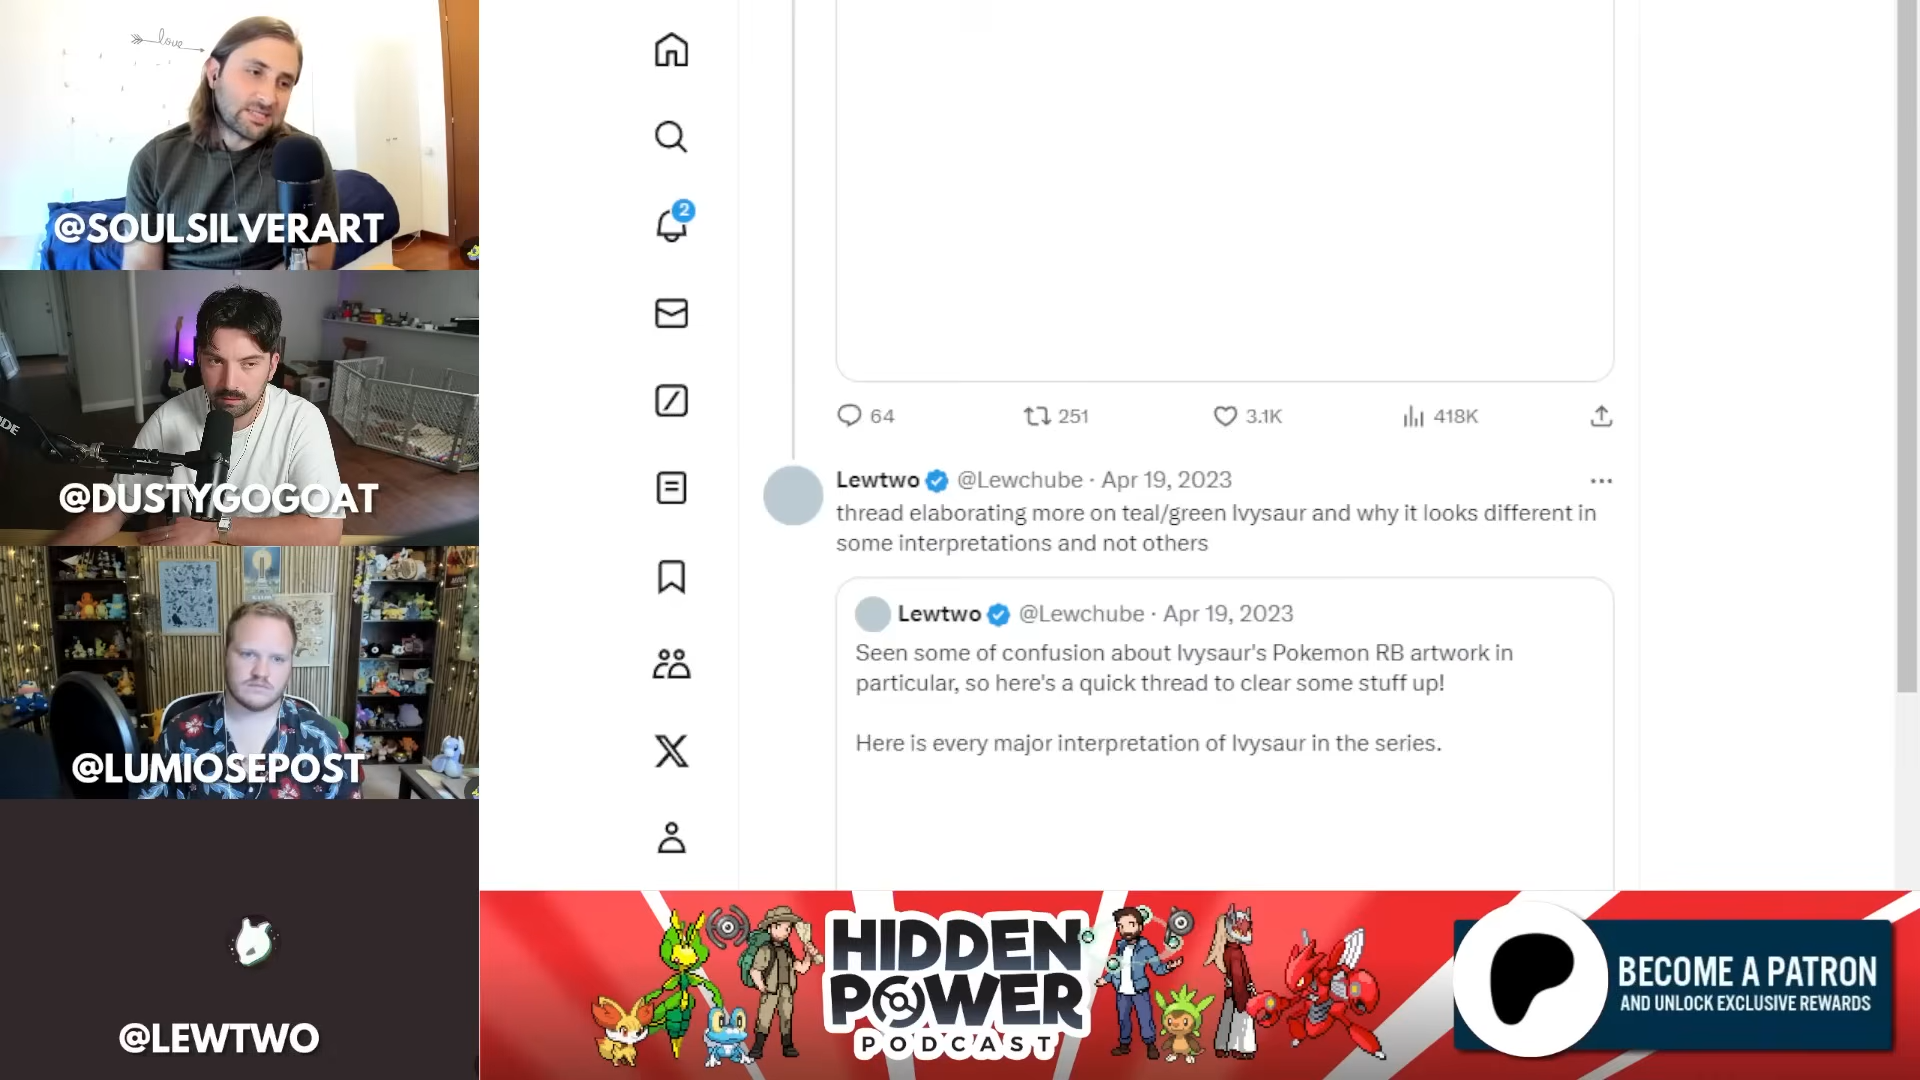 love
@SOULSILVERART
@DUSTYGOGOAT
@LUMIOSEPOST
@LEWTWO
2
64
251
3.1K
418K
Lewtwo @Lewchube · Apr 19, 2023
thread elaborating more on teal/green Ivysaur and why it looks different in
some interpretations and not others
Lewtwo @Lewchube · Apr 19, 2023
Seen some of confusion about Ivysaur's Pokemon RB artwork in
particular, so here's a quick thread to clear some stuff up!
Here is every major interpretation of Ivysaur in the series.
HIDDEN
POWER
PODCAST
BECOME A PATRON
AND UNLOCK EXCLUSIVE REWARDS